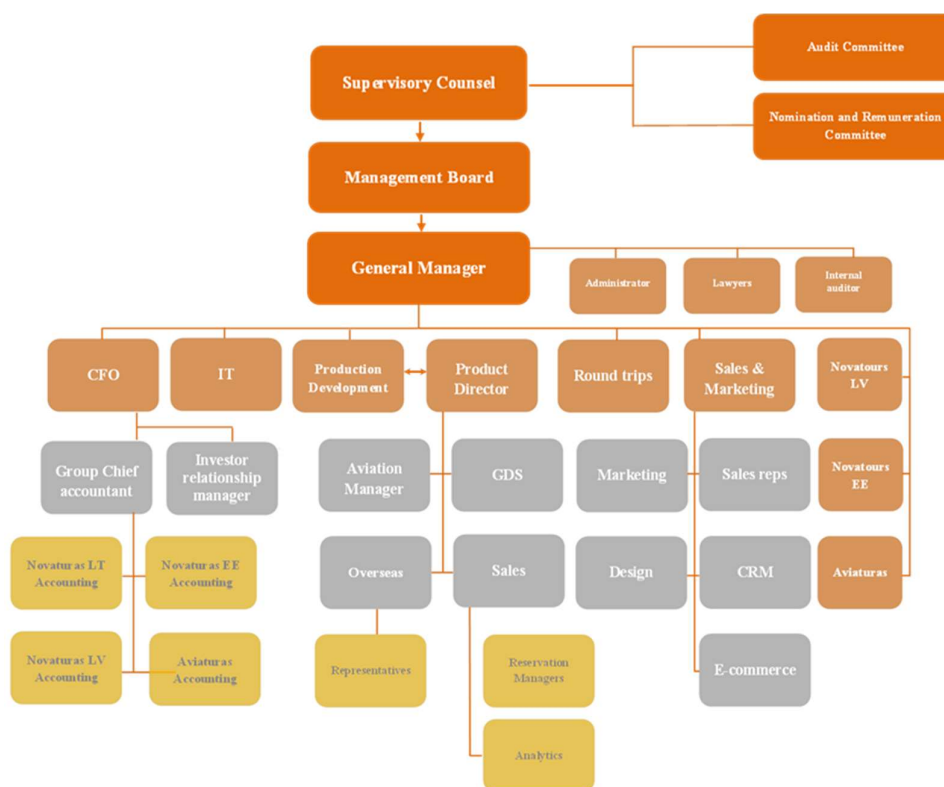 Audit Committee
Supervisory Counsel
Nomination and Remuneration
Committee
Management Board
General Manager
Administrator
Lawyers
Internal
auditor
CFO
IT
Production
Development
Product
Director
Round trips
Sales &
Marketing
Novatours
LV
Group Chief
accountant
Investor
relationship
manager
Aviation
Manager
GDS
Marketing
Sales reps
Novatours
EE
Novaturas LT
Accounting
Novaturas EE
Accounting
Overseas
Sales
Design
CRM
Aviaturas
Novaturas LV
Accounting
Aviaturas
Accounting
Representatives
Reservation
Managers
E-commerce
Analytics